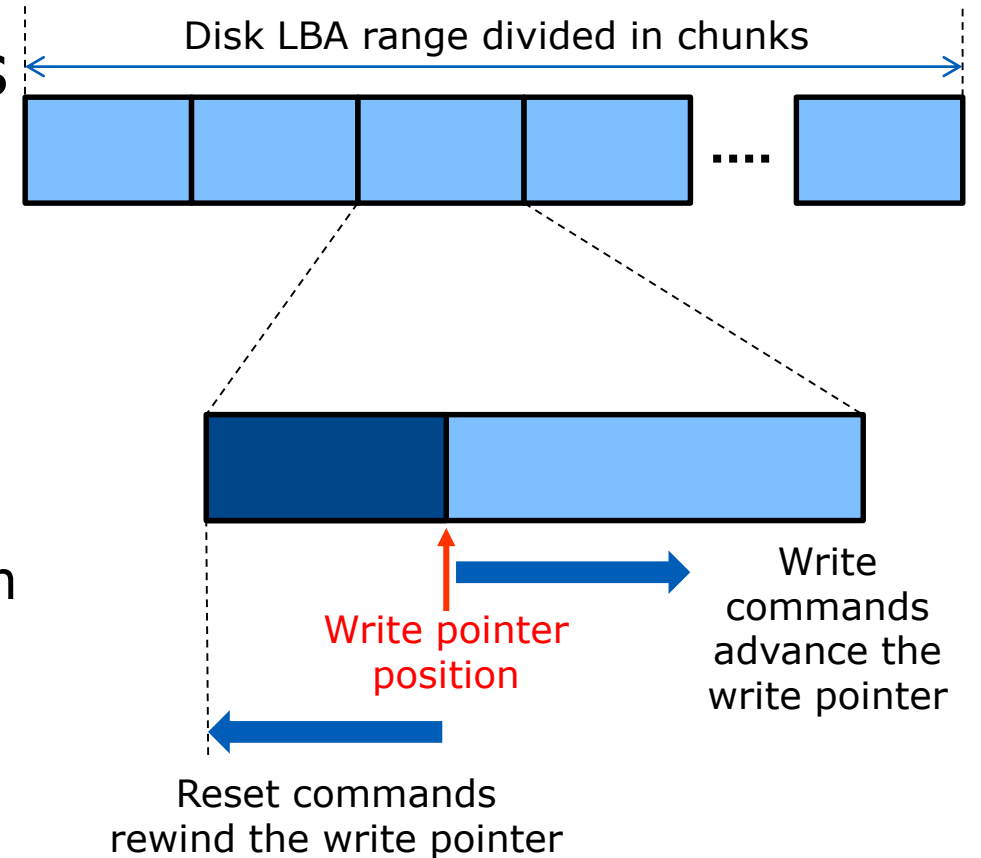 Disk LBA range divided in chunks
s
....
n
Write
commands
advance the
write pointer
Write pointer
position
Reset commands
rewind the write pointer